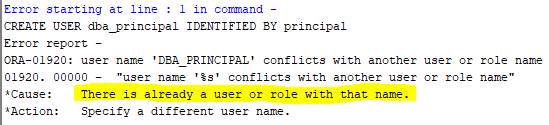 Error starting at line : 1 in command -
CREATE USER dba_principal IDENTIFIED BY principal
Error report -
ORA-01920: user name 'DBA_PRINCIPAL' conflicts with another user or role name
01920. 00000 -  "user name '%s' conflicts with another user or role name"
*Cause:    There is already a user or role with that name.
*Action:   Specify a different user name.